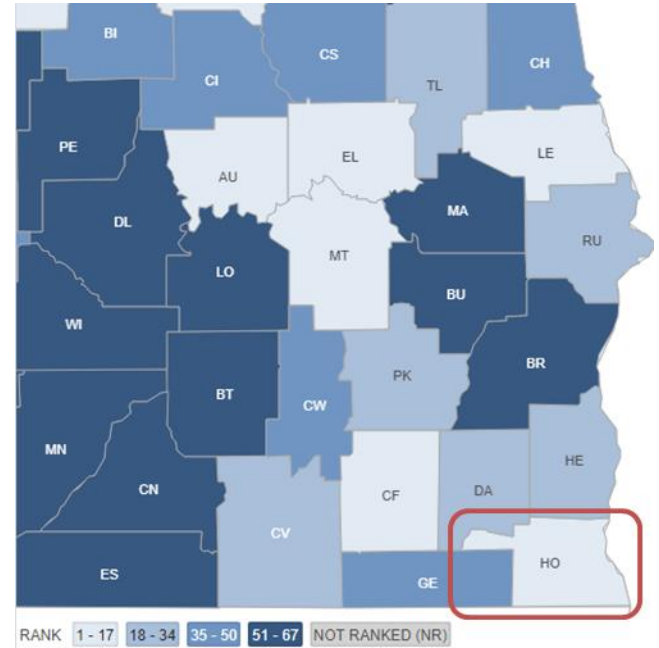 BI
CS
CH
CI
TL
PE
LE
EL
AU
MA
DL
RU
MT
LO
BU
WI
BR
PK
BT
CW
MN
HE
CN
CF
DA
CV
HO
ES
GE
RANK 1 - 17 18 - 34 35 - 50 51 - 67 NOT RANKED (NR)